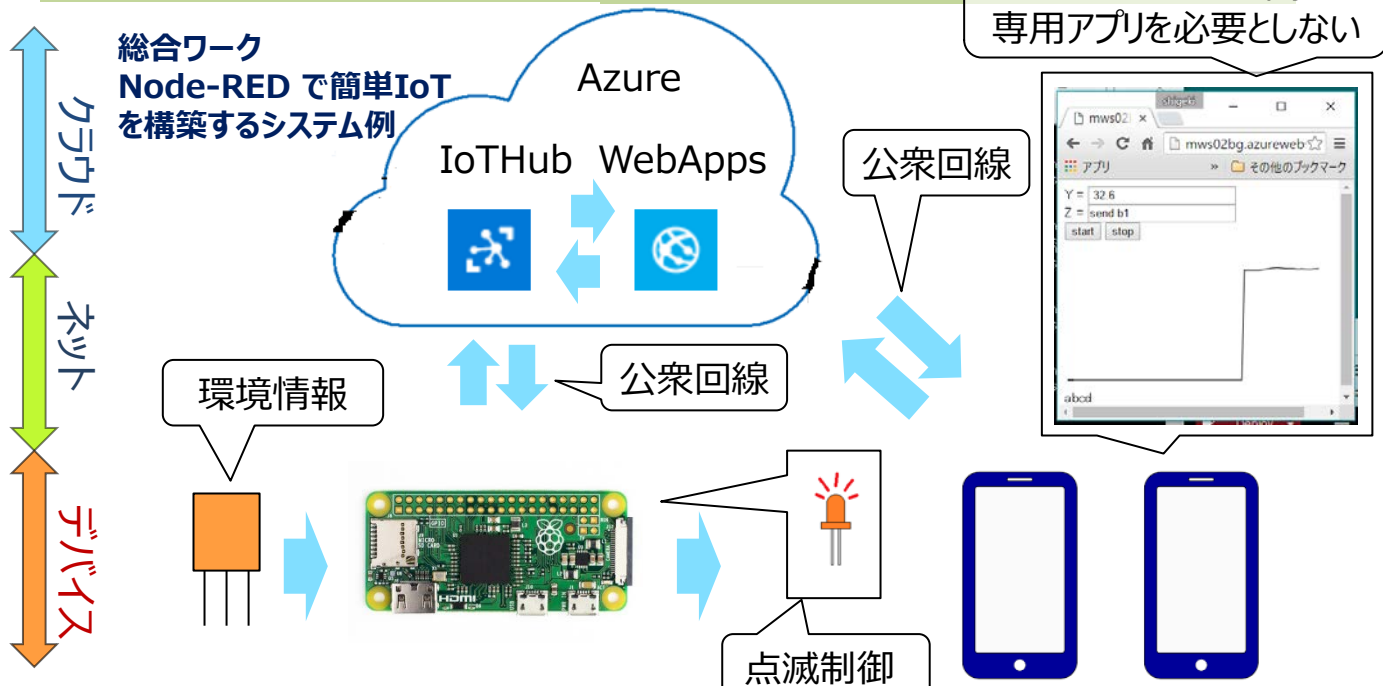 専用アプリを必要としない
総合ワーク
Node-RED で簡単IoT
を構築するシステム例
クラウド
ネット
デバイス
Azure
IoTHub WebApps
公衆回線
公衆回線
環境情報
点滅制御
shigeki
mws02
mws02bg.azureweb
アプリ
» その他のブックマーク
Y = 32.6
Z = send b1
start stop
abcd
HDMI